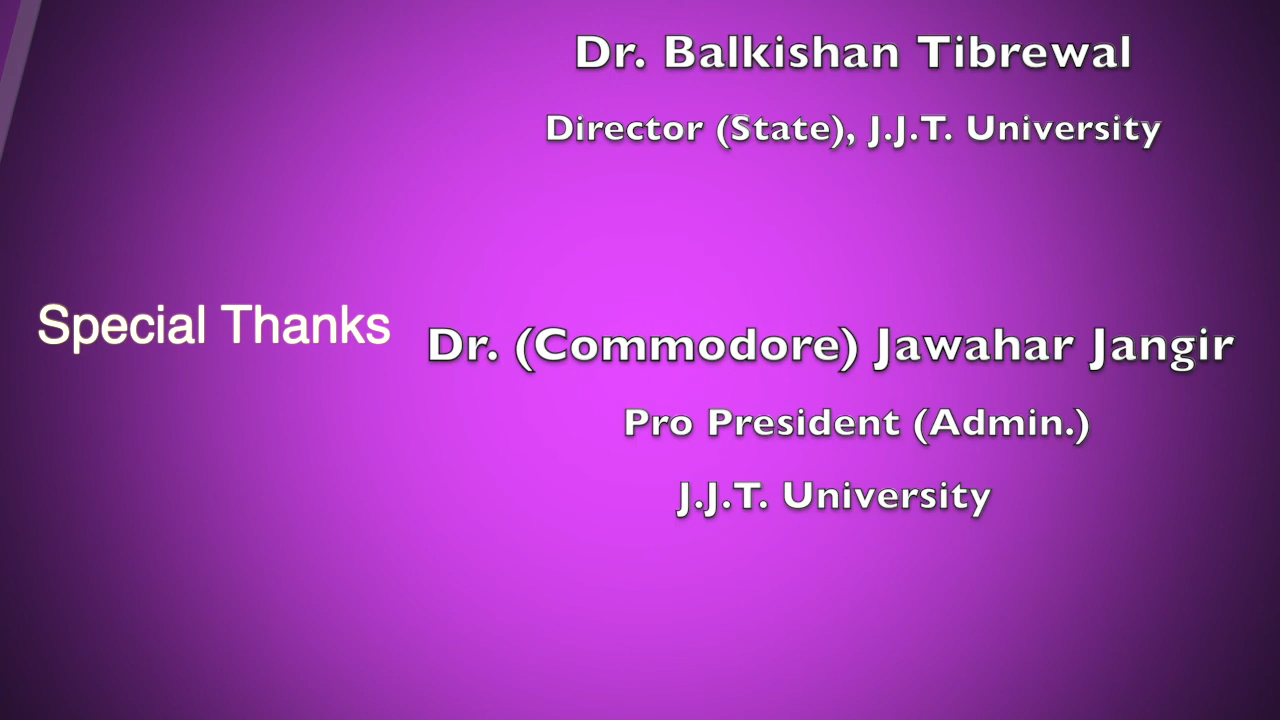 Dr. Balkishan Tibrewal
Director (State), J.J.T. University
Special Thanks
Dr. (Commodore) Jawahar Jangir
Pro President (Admin.)
J.J.T. University